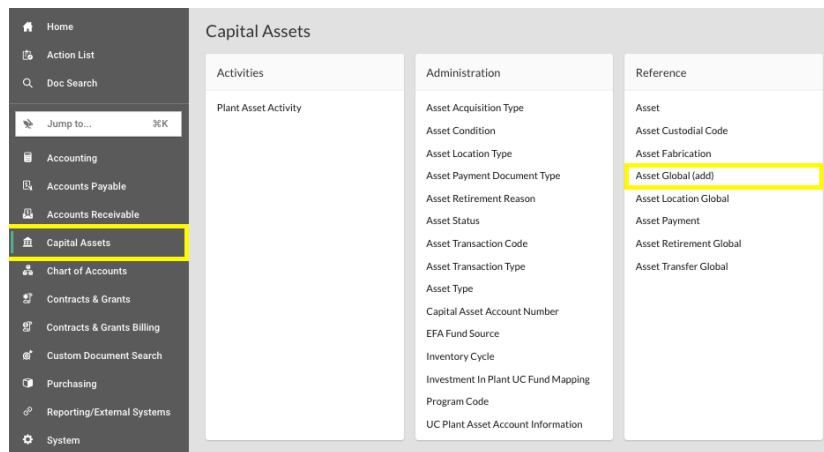 Home
Action List
Doc Search
Jump to... ⌘K
Accounting
Accounts Payable
Accounts Receivable
Capital Assets
Chart of Accounts
Contracts & Grants
Contracts & Grants Billing
Custom Document Search
Purchasing
Reporting/External Systems
System
Capital Assets
Activities
Plant Asset Activity
Administration
Asset Acquisition Type
Asset Condition
Asset Location Type
Asset Payment Document Type
Asset Retirement Reason
Asset Status
Asset Transaction Code
Asset Transaction Type
Asset Type
Capital Asset Account Number
EFA Fund Source
Inventory Cycle
Investment In Plant UC Fund Mapping
Program Code
UC Plant Asset Account Information
Reference
Asset
Asset Custodial Code
Asset Fabrication
Asset Global (add)
Asset Location Global
Asset Payment
Asset Retirement Global
Asset Transfer Global